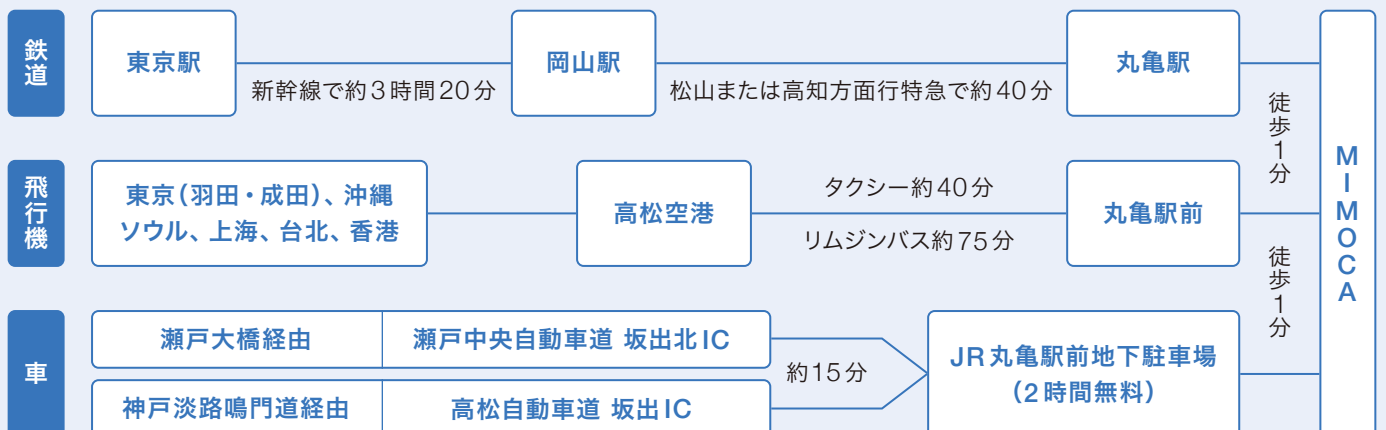 鉄道
東京駅
新幹線で約3時間20分
岡山駅
松山または高知方面行特急で約40分
丸亀駅
徒歩1分
飛行機
東京(羽田・成田)、沖縄
ソウル、上海、台北、香港
高松空港
タクシー約40分
リムジンバス約75分
丸亀駅前
徒歩1分
車
瀬戸大橋経由
瀬戸中央自動車道 坂出北IC
神戸淡路鳴門道経由
高松自動車道 坂出IC
約15分
JR丸亀駅前地下駐車場
(2時間無料)
MIMOCA